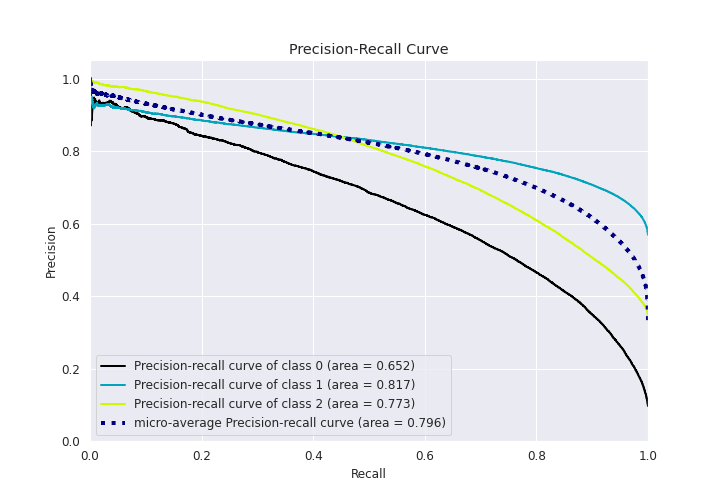 Precision-Recall Curve
1.0
0.8
0.6
0.4
0.2
0.0
Precision
Precision-recall curve of class 0 (area = 0.652)
Precision-recall curve of class 1 (area = 0.817)
Precision-recall curve of class 2 (area = 0.773)
micro-average Precision-recall curve (area = 0.796)
0.0 0.2 0.4 0.6 0.8 1.0
Recall